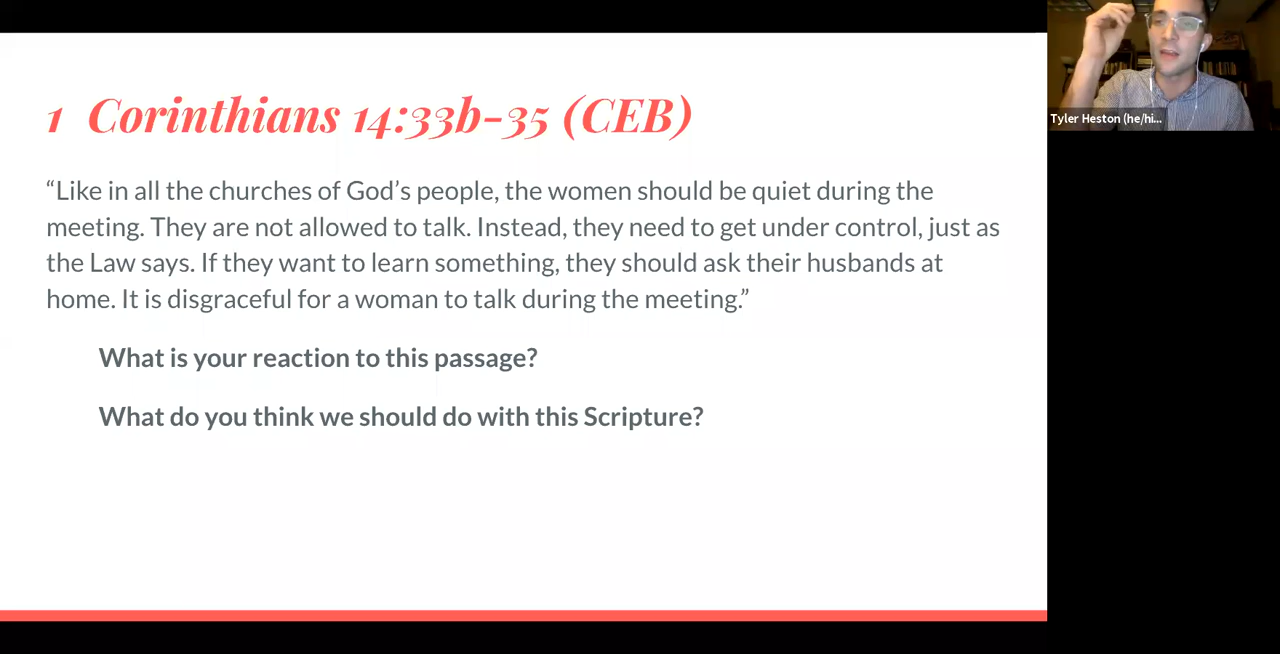 1 Corinthians 14:33b-35 (CEB)
“Like in all the churches of God’s people, the women should be quiet during the
meeting. They are not allowed to talk. Instead, they need to get under control, just as
the Law says. If they want to learn something, they should ask their husbands at
home. It is disgraceful for a woman to talk during the meeting.”
What is your reaction to this passage?
What do you think we should do with this Scripture?
Tyler Heston (he/hi...